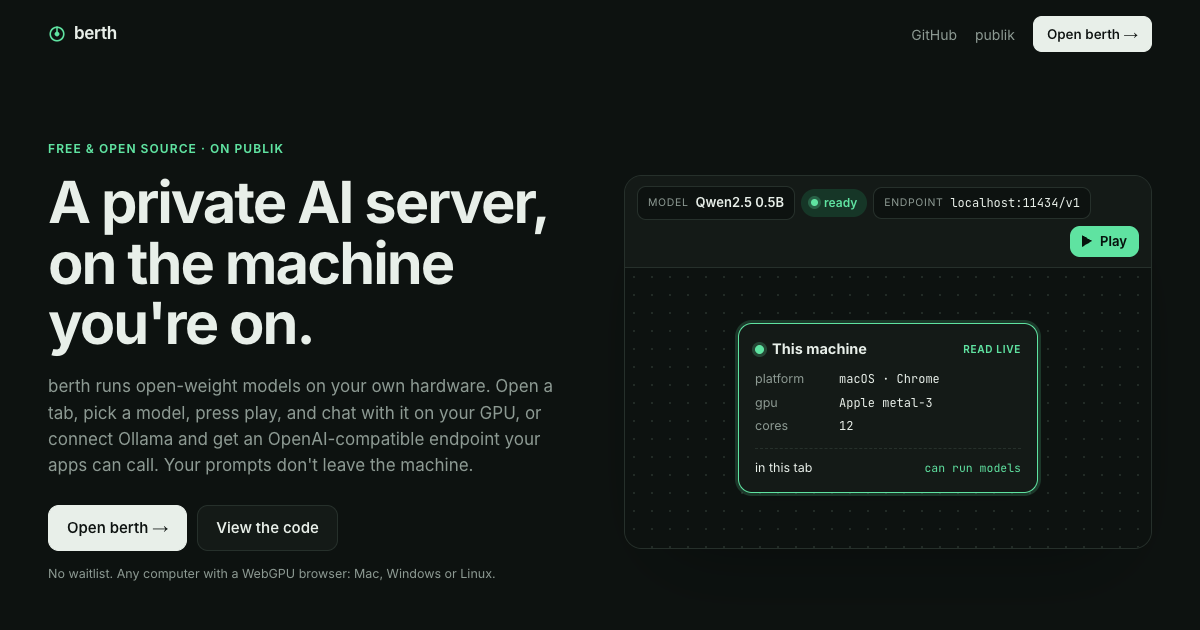 berth
GitHub publik Open berth →
FREE & OPEN SOURCE · ON PUBLIK
A private AI server,
on the machine
you're on.
berth runs open-weight models on your own hardware. Open a
tab, pick a model, press play, and chat with it on your GPU, or
connect Ollama and get an OpenAI-compatible endpoint your
apps can call. Your prompts don't leave the machine.
Open berth → View the code
No waitlist. Any computer with a WebGPU browser: Mac, Windows or Linux.
MODEL Qwen2.5 0.5B ready ENDPOINT localhost:11434/v1
Play
This machine READ LIVE
platform macOS · Chrome
gpu Apple metal-3
cores 12
in this tab can run models